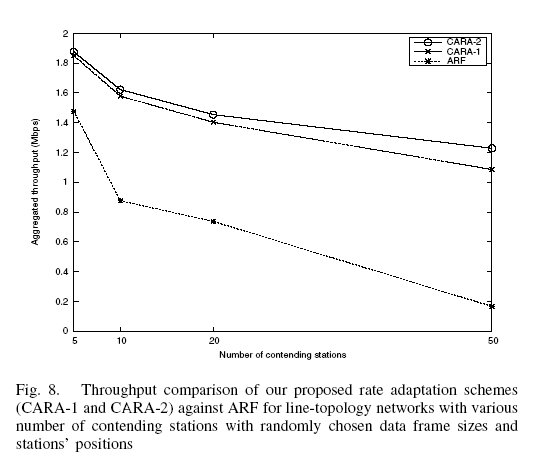 2
1.8
1.6
1.4
1.2
1
0.8
0.6
0.4
0.2
0
Aggregated throughput (Mbps)
CARA-2
CARA-1
ARF
5
10
20
50
Number of contending stations
Fig. 8. Throughput comparison of our proposed rate adaptation schemes
(CARA-1 and CARA-2) against ARF for line-topology networks with various
number of contending stations with randomly chosen data frame sizes and
stations' positions